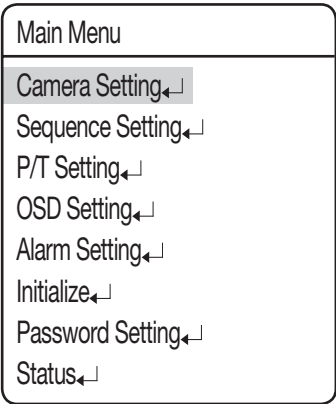 Main Menu
Camera Setting↵
Sequence Setting↵
P/T Setting↵
OSD Setting↵
Alarm Setting↵
Initialize↵
Password Setting↵
Status↵